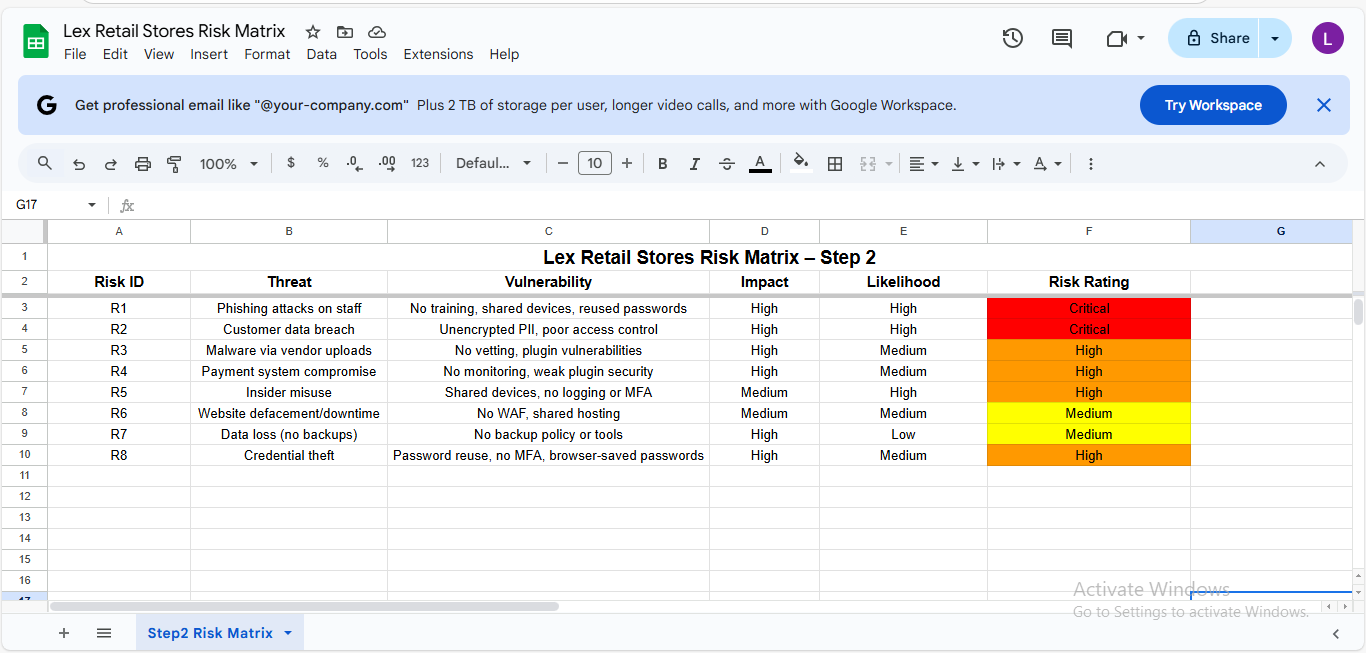 Lex Retail Stores Risk Matrix
File Edit View Insert Format Data Tools Extensions Help
Share
L
G Get professional email like "@your-company.com" Plus 2 TB of storage per user, longer video calls, and more with Google Workspace.
Try Workspace
100% $ % .0 .00 123 Defaul... − 10 + B I S A A
G17 fx
A B C D E F G
1 Lex Retail Stores Risk Matrix – Step 2
2 Risk ID Threat Vulnerability Impact Likelihood Risk Rating
3 R1 Phishing attacks on staff No training, shared devices, reused passwords High High Critical
4 R2 Customer data breach Unencrypted PII, poor access control High High Critical
5 R3 Malware via vendor uploads No vetting, plugin vulnerabilities High Medium High
6 R4 Payment system compromise No monitoring, weak plugin security High Medium High
7 R5 Insider misuse Shared devices, no logging or MFA Medium High High
8 R6 Website defacement/downtime No WAF, shared hosting Medium Medium Medium
9 R7 Data loss (no backups) No backup policy or tools High Low Medium
10 R8 Credential theft Password reuse, no MFA, browser-saved passwords High Medium High
11
12
13
14
15
16
17
Activate Windows
Go to Settings to activate Windows.
Step2 Risk Matrix